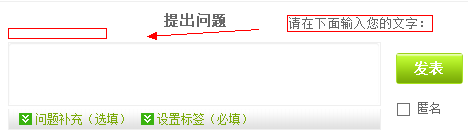 提出问题
请在下面输入您的文字：
发表
匿名
问题补充（选填） 设置标签（必填）